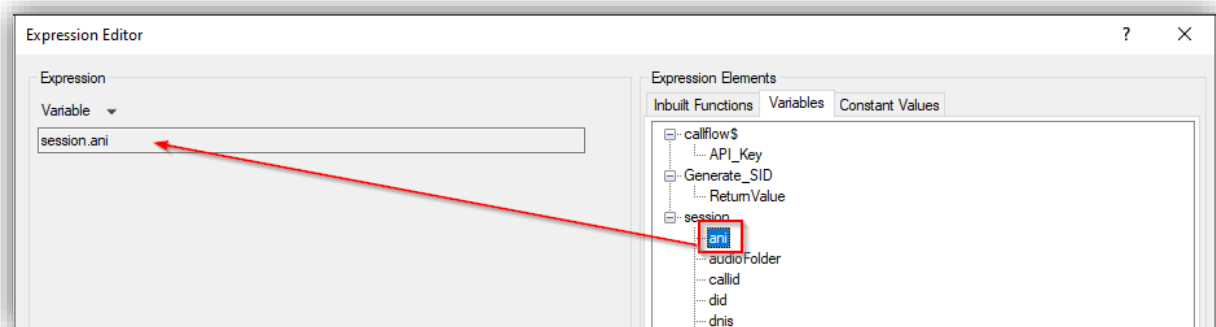 Expression Editor
?
Expression
Variable
session.ani
Expression Elements
Inbuilt Functions
Variables
Constant Values
callflow$
API_Key
Generate_SID
ReturnValue
session
ani
audioFolder
callid
did
dnis